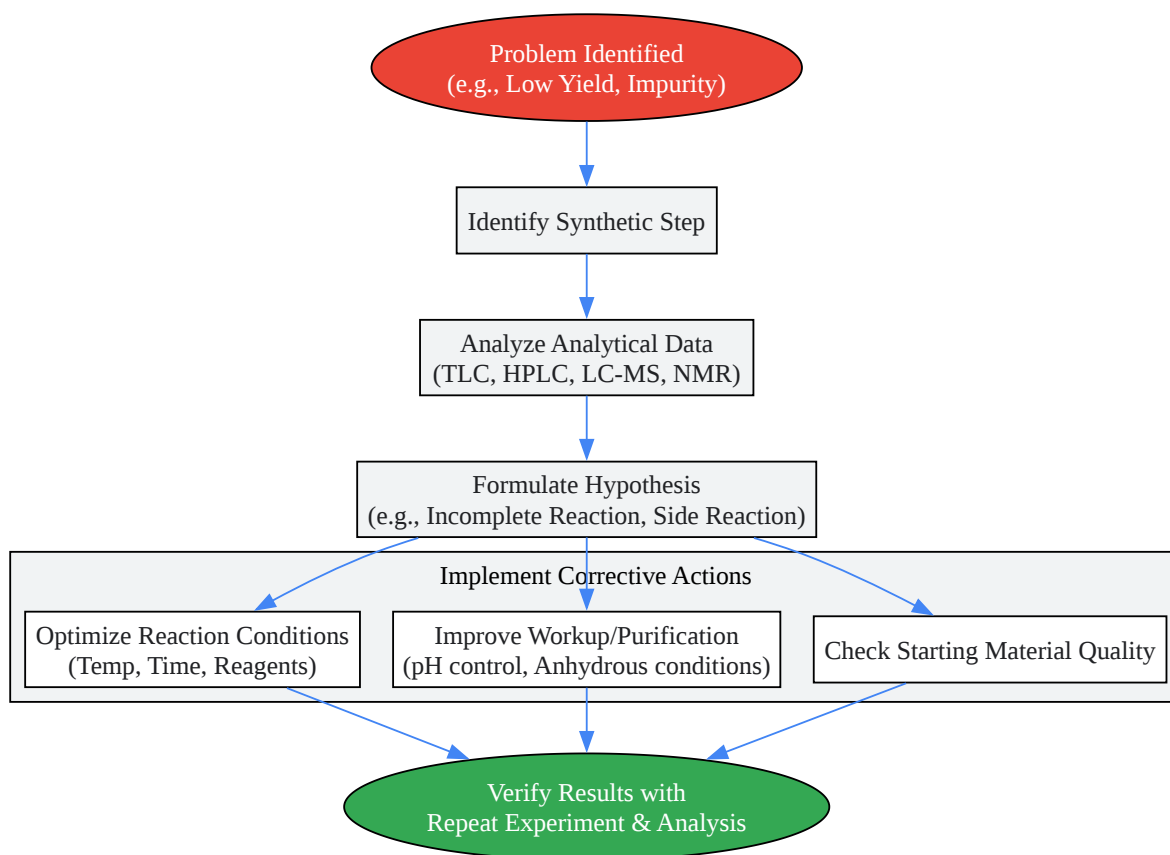 Problem Identified
(e.g., Low Yield, Impurity)
Identify Synthetic Step
Analyze Analytical Data
(TLC, HPLC, LC-MS, NMR)
Formulate Hypothesis
(e.g., Incomplete Reaction, Side Reaction)
Implement Corrective Actions
Optimize Reaction Conditions
(Temp, Time, Reagents)
Improve Workup/Purification
(pH control, Anhydrous conditions)
Check Starting Material Quality
Verify Results with
Repeat Experiment & Analysis